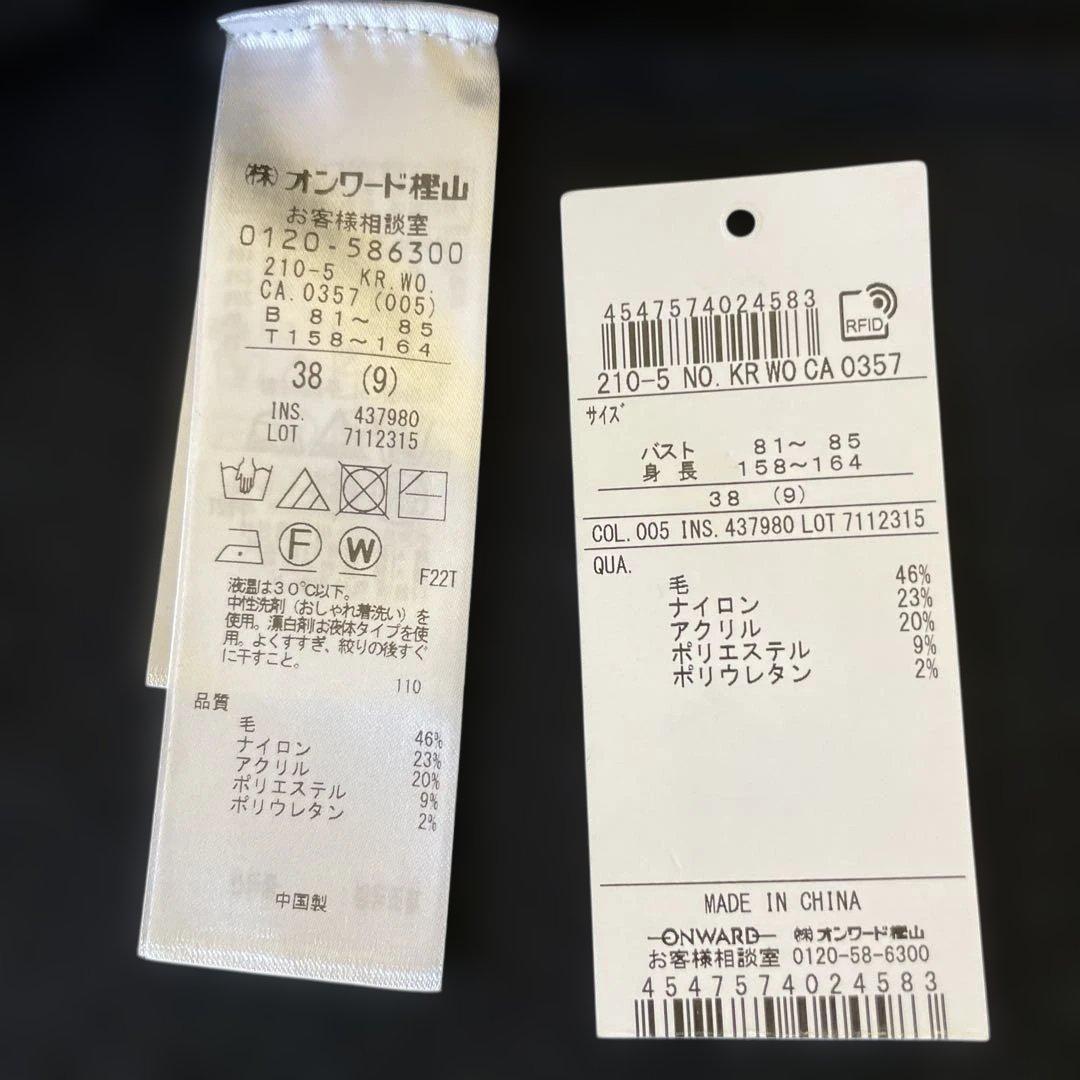 ㈱ オンワード樫山
お客様相談室
0120-586300
210-5 KR.WO.
CA.0357 (005)
B 81～ 85
T158～164
38 (9)
INS. 437980
LOT 7112315
F
W
F22T
液温は30℃以下。
中性洗剤（おしゃれ着洗い）を
使用。漂白剤は液体タイプを使
用。よくすすぎ、絞りの後すぐ
に干すこと。
110
品質
毛 46%
ナイロン 23%
アクリル 20%
ポリエステル 9%
ポリウレタン 2%
中国製
4547574024583
RFID
210-5 NO. KR WO CA 0357
サイズ
バスト 81～ 85
身長 158～164
38 (9)
COL. 005 INS. 437980 LOT 7112315
QUA.
毛 46%
ナイロン 23%
アクリル 20%
ポリエステル 9%
ポリウレタン 2%
MADE IN CHINA
ONWARD ㈱オンワード樫山
お客様相談室 0120-58-6300
4547574024583